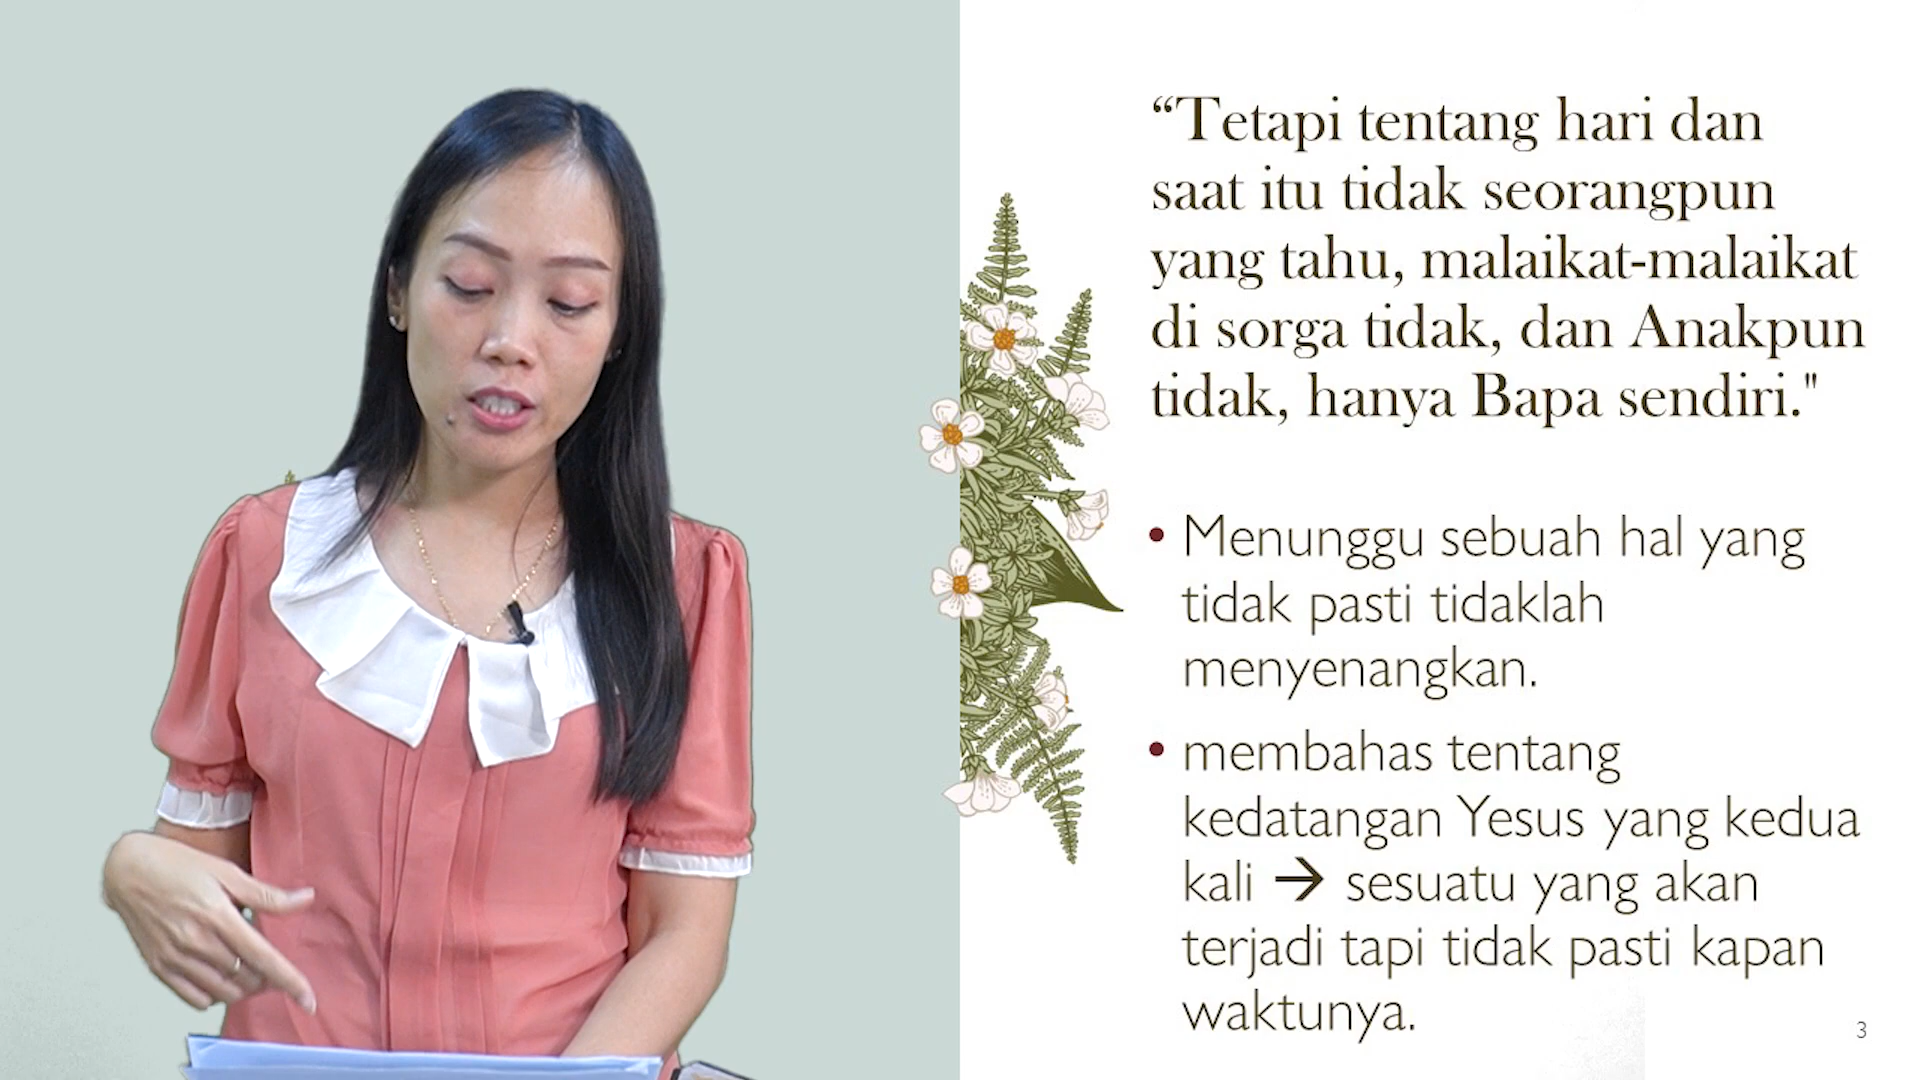 “Tetapi tentang hari dan
saat itu tidak seorangpun
yang tahu, malaikat-malaikat
di sorga tidak, dan Anakpun
tidak, hanya Bapa sendiri."
• Menunggu sebuah hal yang
tidak pasti tidaklah
menyenangkan.
• membahas tentang
kedatangan Yesus yang kedua
kali → sesuatu yang akan
terjadi tapi tidak pasti kapan
waktunya.
3